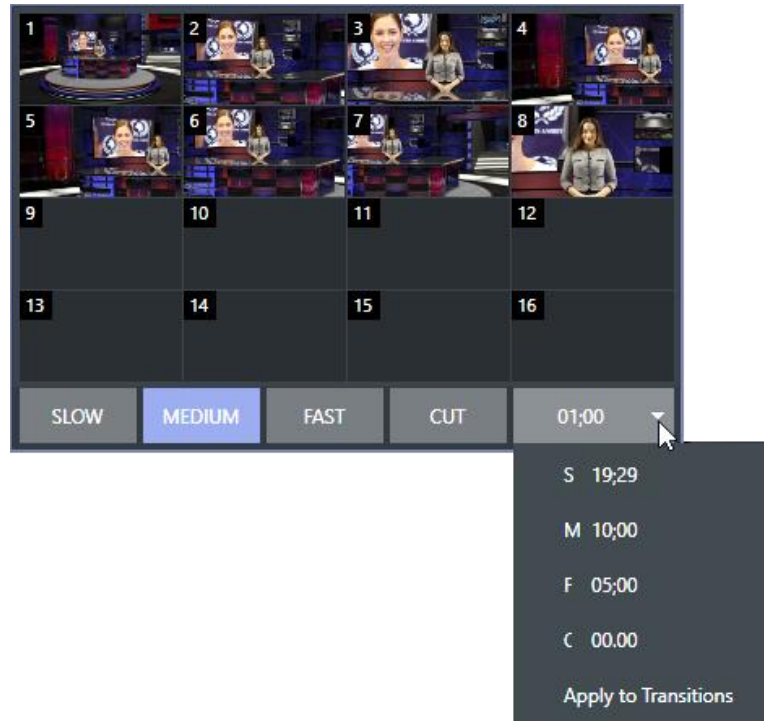 1 2 3 4
5 6 7 8
9 10 11 12
13 14 15 16
SLOW MEDIUM FAST CUT 01;00
S 19;29
M 10;00
F 05;00
C 00.00
Apply to Transitions